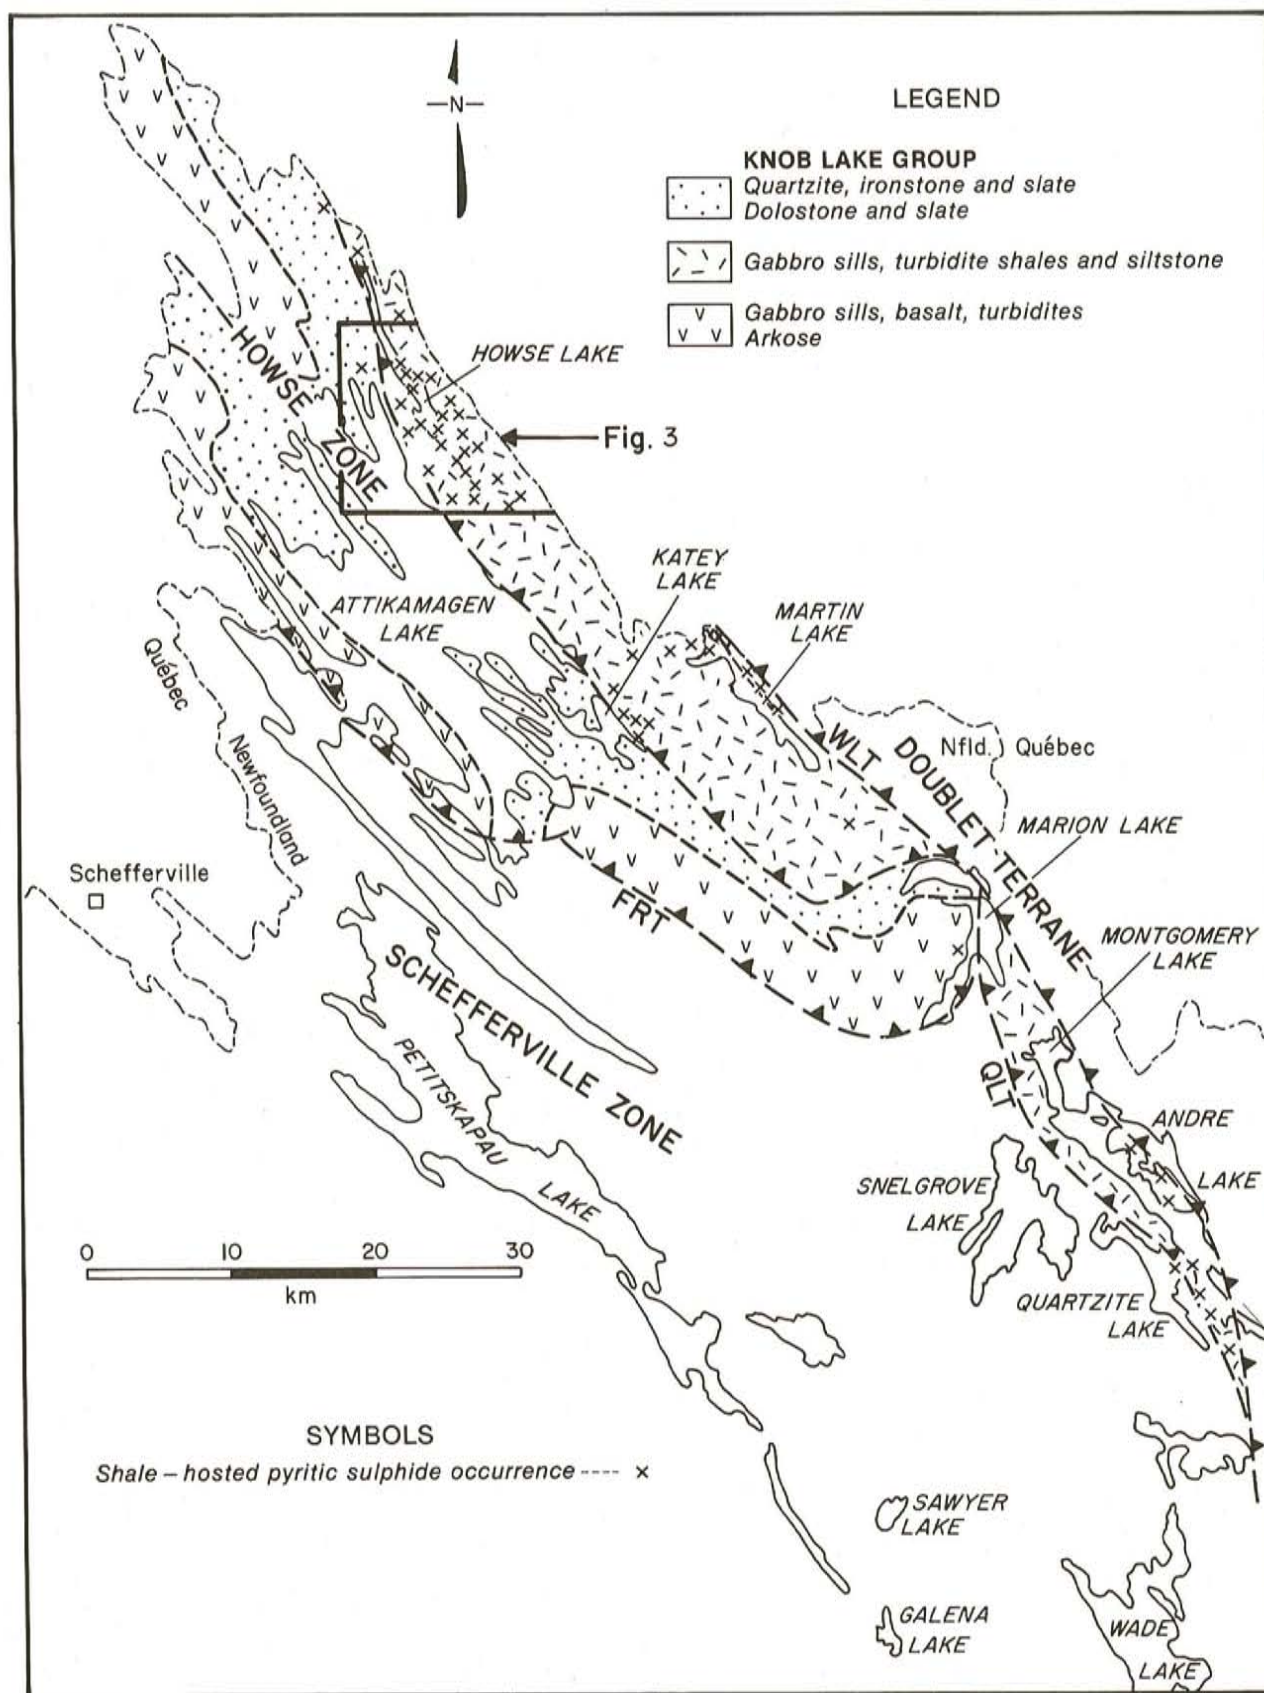 —N—
LEGEND
KNOB LAKE GROUP
Quartzite, ironstone and slate
Dolostone and slate
Gabbro sills, turbidite shales and siltstone
Gabbro sills, basalt, turbidites
Arkose
HOWSE LAKE
HOWSE
ZONE
Fig. 3
KATEY
LAKE
MARTIN
LAKE
ATTIKAMAGEN
LAKE
Québec
Newfoundland
WLT
DOUBLET TERRANE
Nfld.
Québec
MARION LAKE
Schefferville
FRT
MONTGOMERY
LAKE
SCHEFFERVILLE ZONE
PETITSKAPAU
LAKE
QLT
ANDRE
LAKE
SNELGROVE
LAKE
QUARTZITE
LAKE
0 10 20 30
km
SYMBOLS
Shale – hosted pyritic sulphide occurrence ---- x
SAWYER
LAKE
GALENA
LAKE
WADE
LAKE